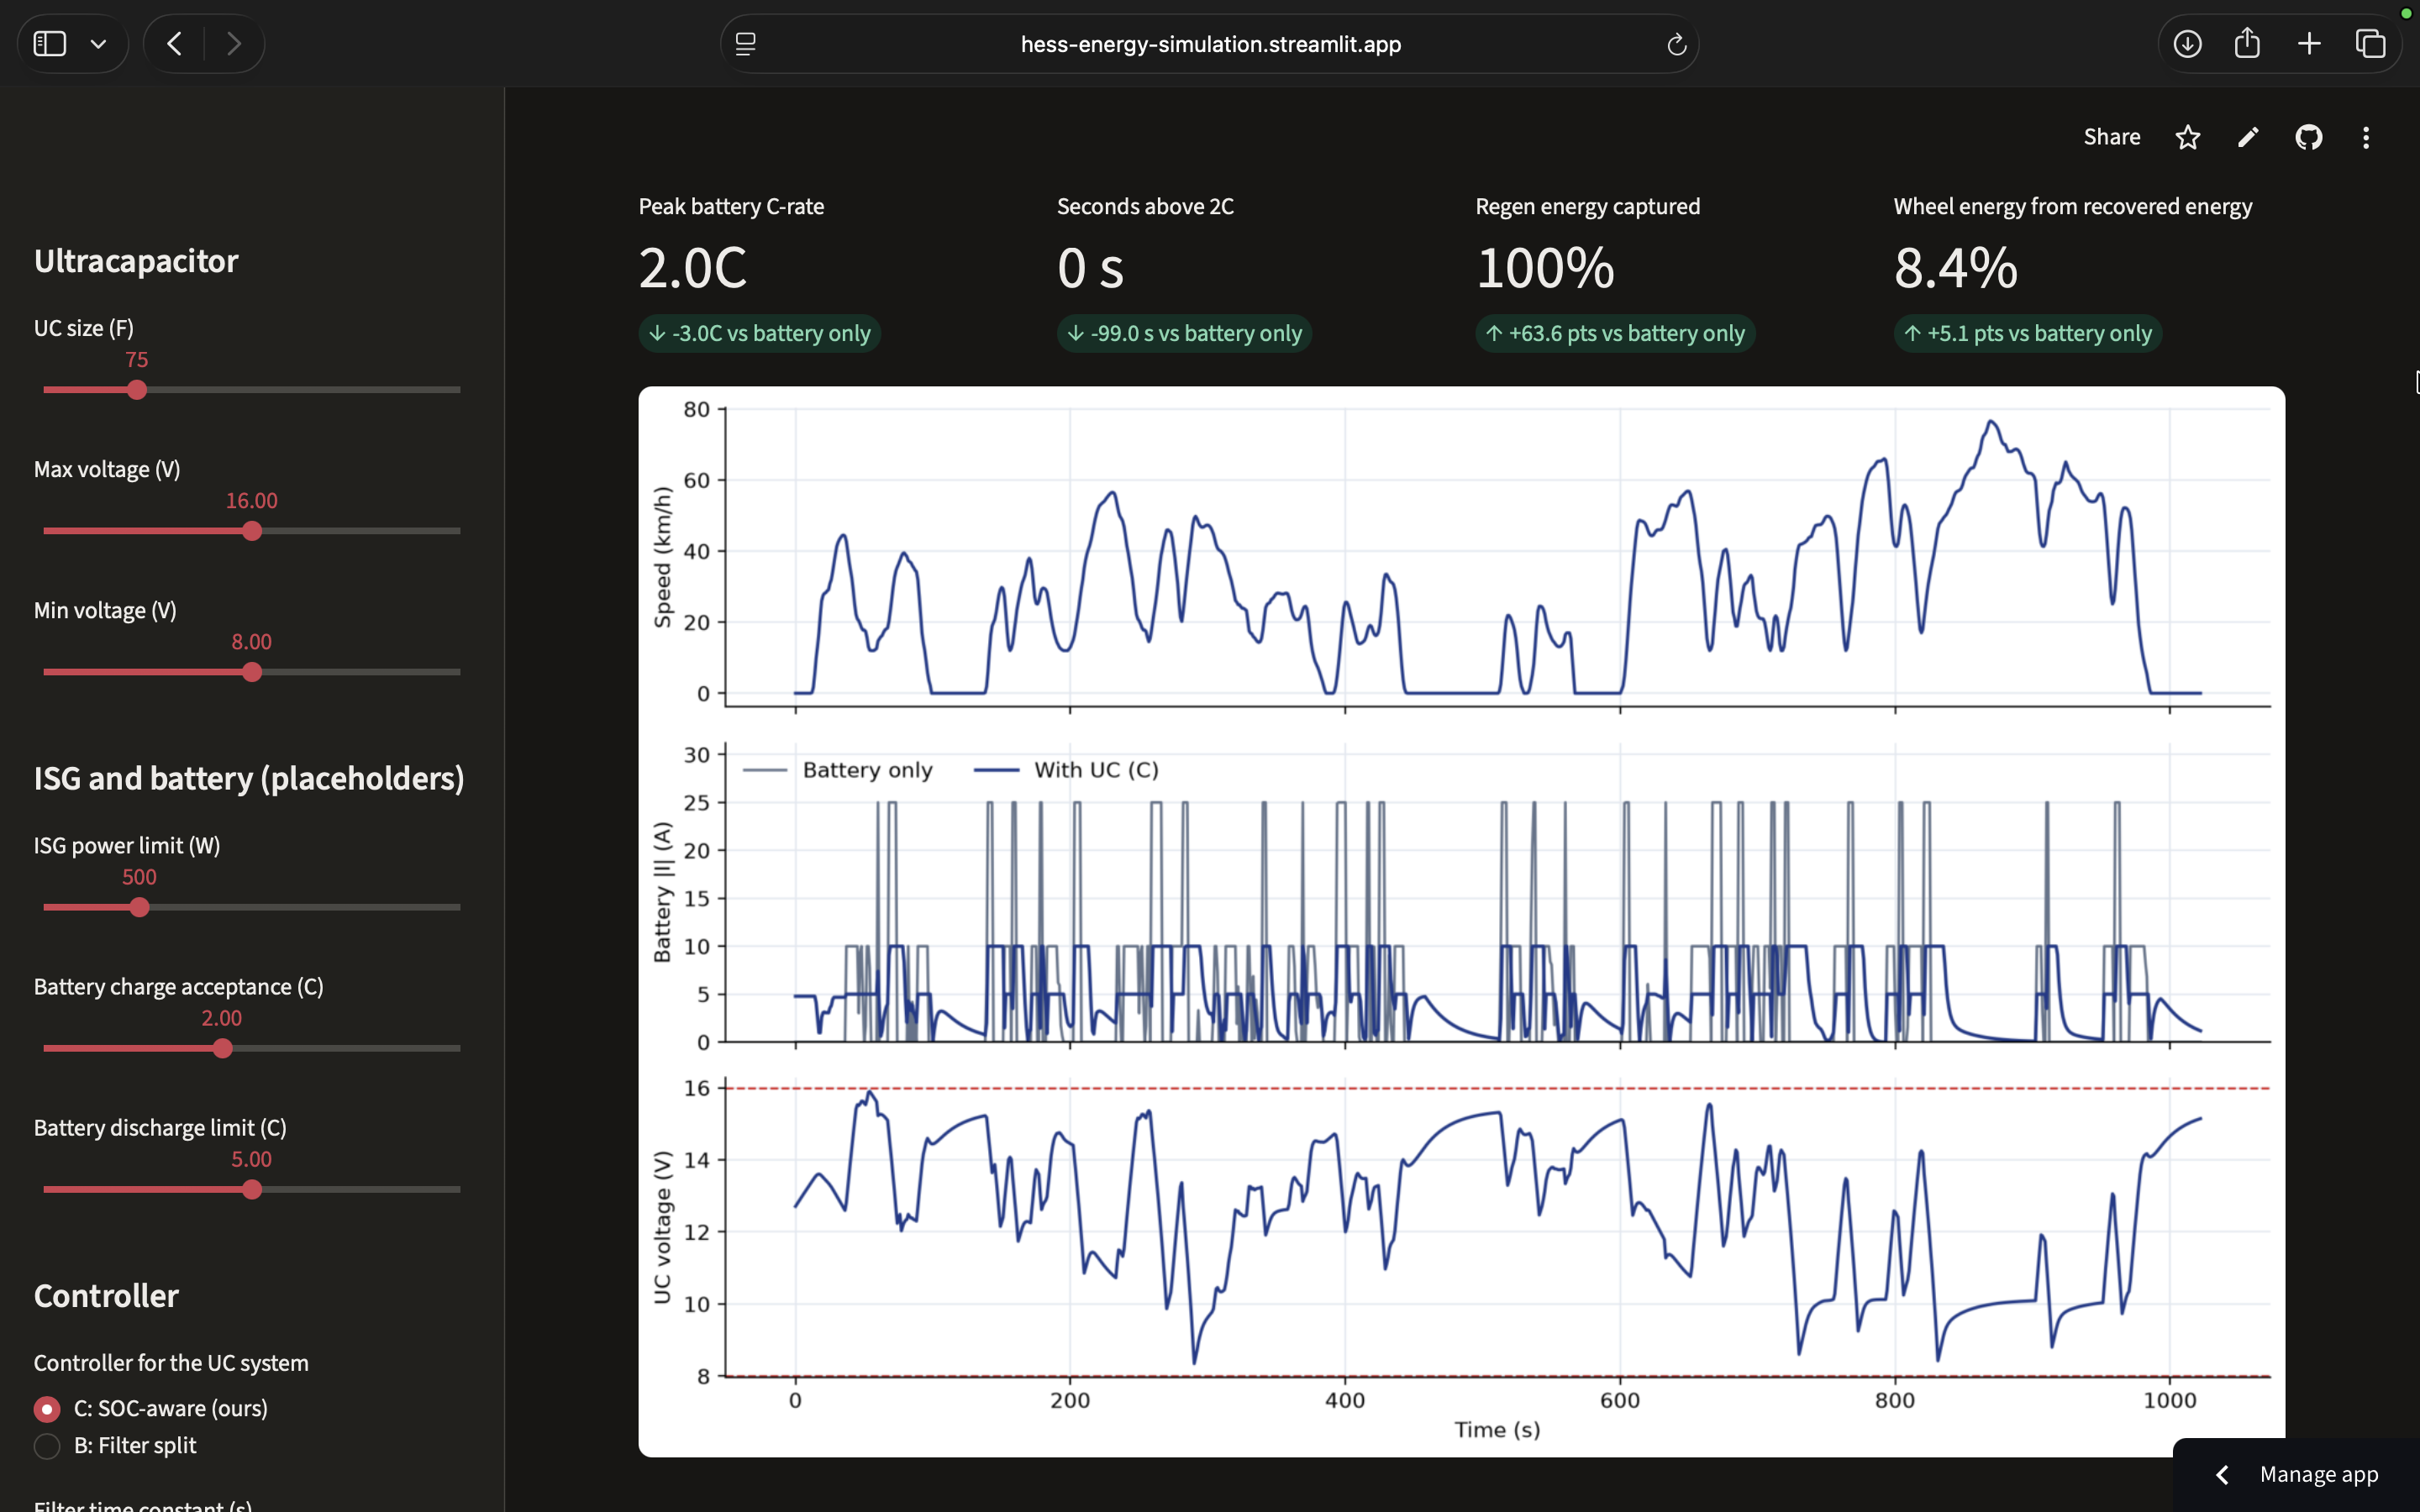 hess-energy-simulation.streamlit.app
Share
Ultracapacitor
UC size (F)
75
Max voltage (V)
16.00
Min voltage (V)
8.00
ISG and battery (placeholders)
ISG power limit (W)
500
Battery charge acceptance (C)
2.00
Battery discharge limit (C)
5.00
Controller
Controller for the UC system
C: SOC-aware (ours)
B: Filter split
Filter time constant (s)
Peak battery C-rate
2.0C
↓ -3.0C vs battery only
Seconds above 2C
0 s
↓ -99.0 s vs battery only
Regen energy captured
100%
↑ +63.6 pts vs battery only
Wheel energy from recovered energy
8.4%
↑ +5.1 pts vs battery only
Speed (km/h)
80
60
40
20
0
Battery |I| (A)
30
25
20
15
10
5
0
Battery only
With UC (C)
UC voltage (V)
16
14
12
10
8
0 200 400 600 800 1000
Time (s)
Manage app